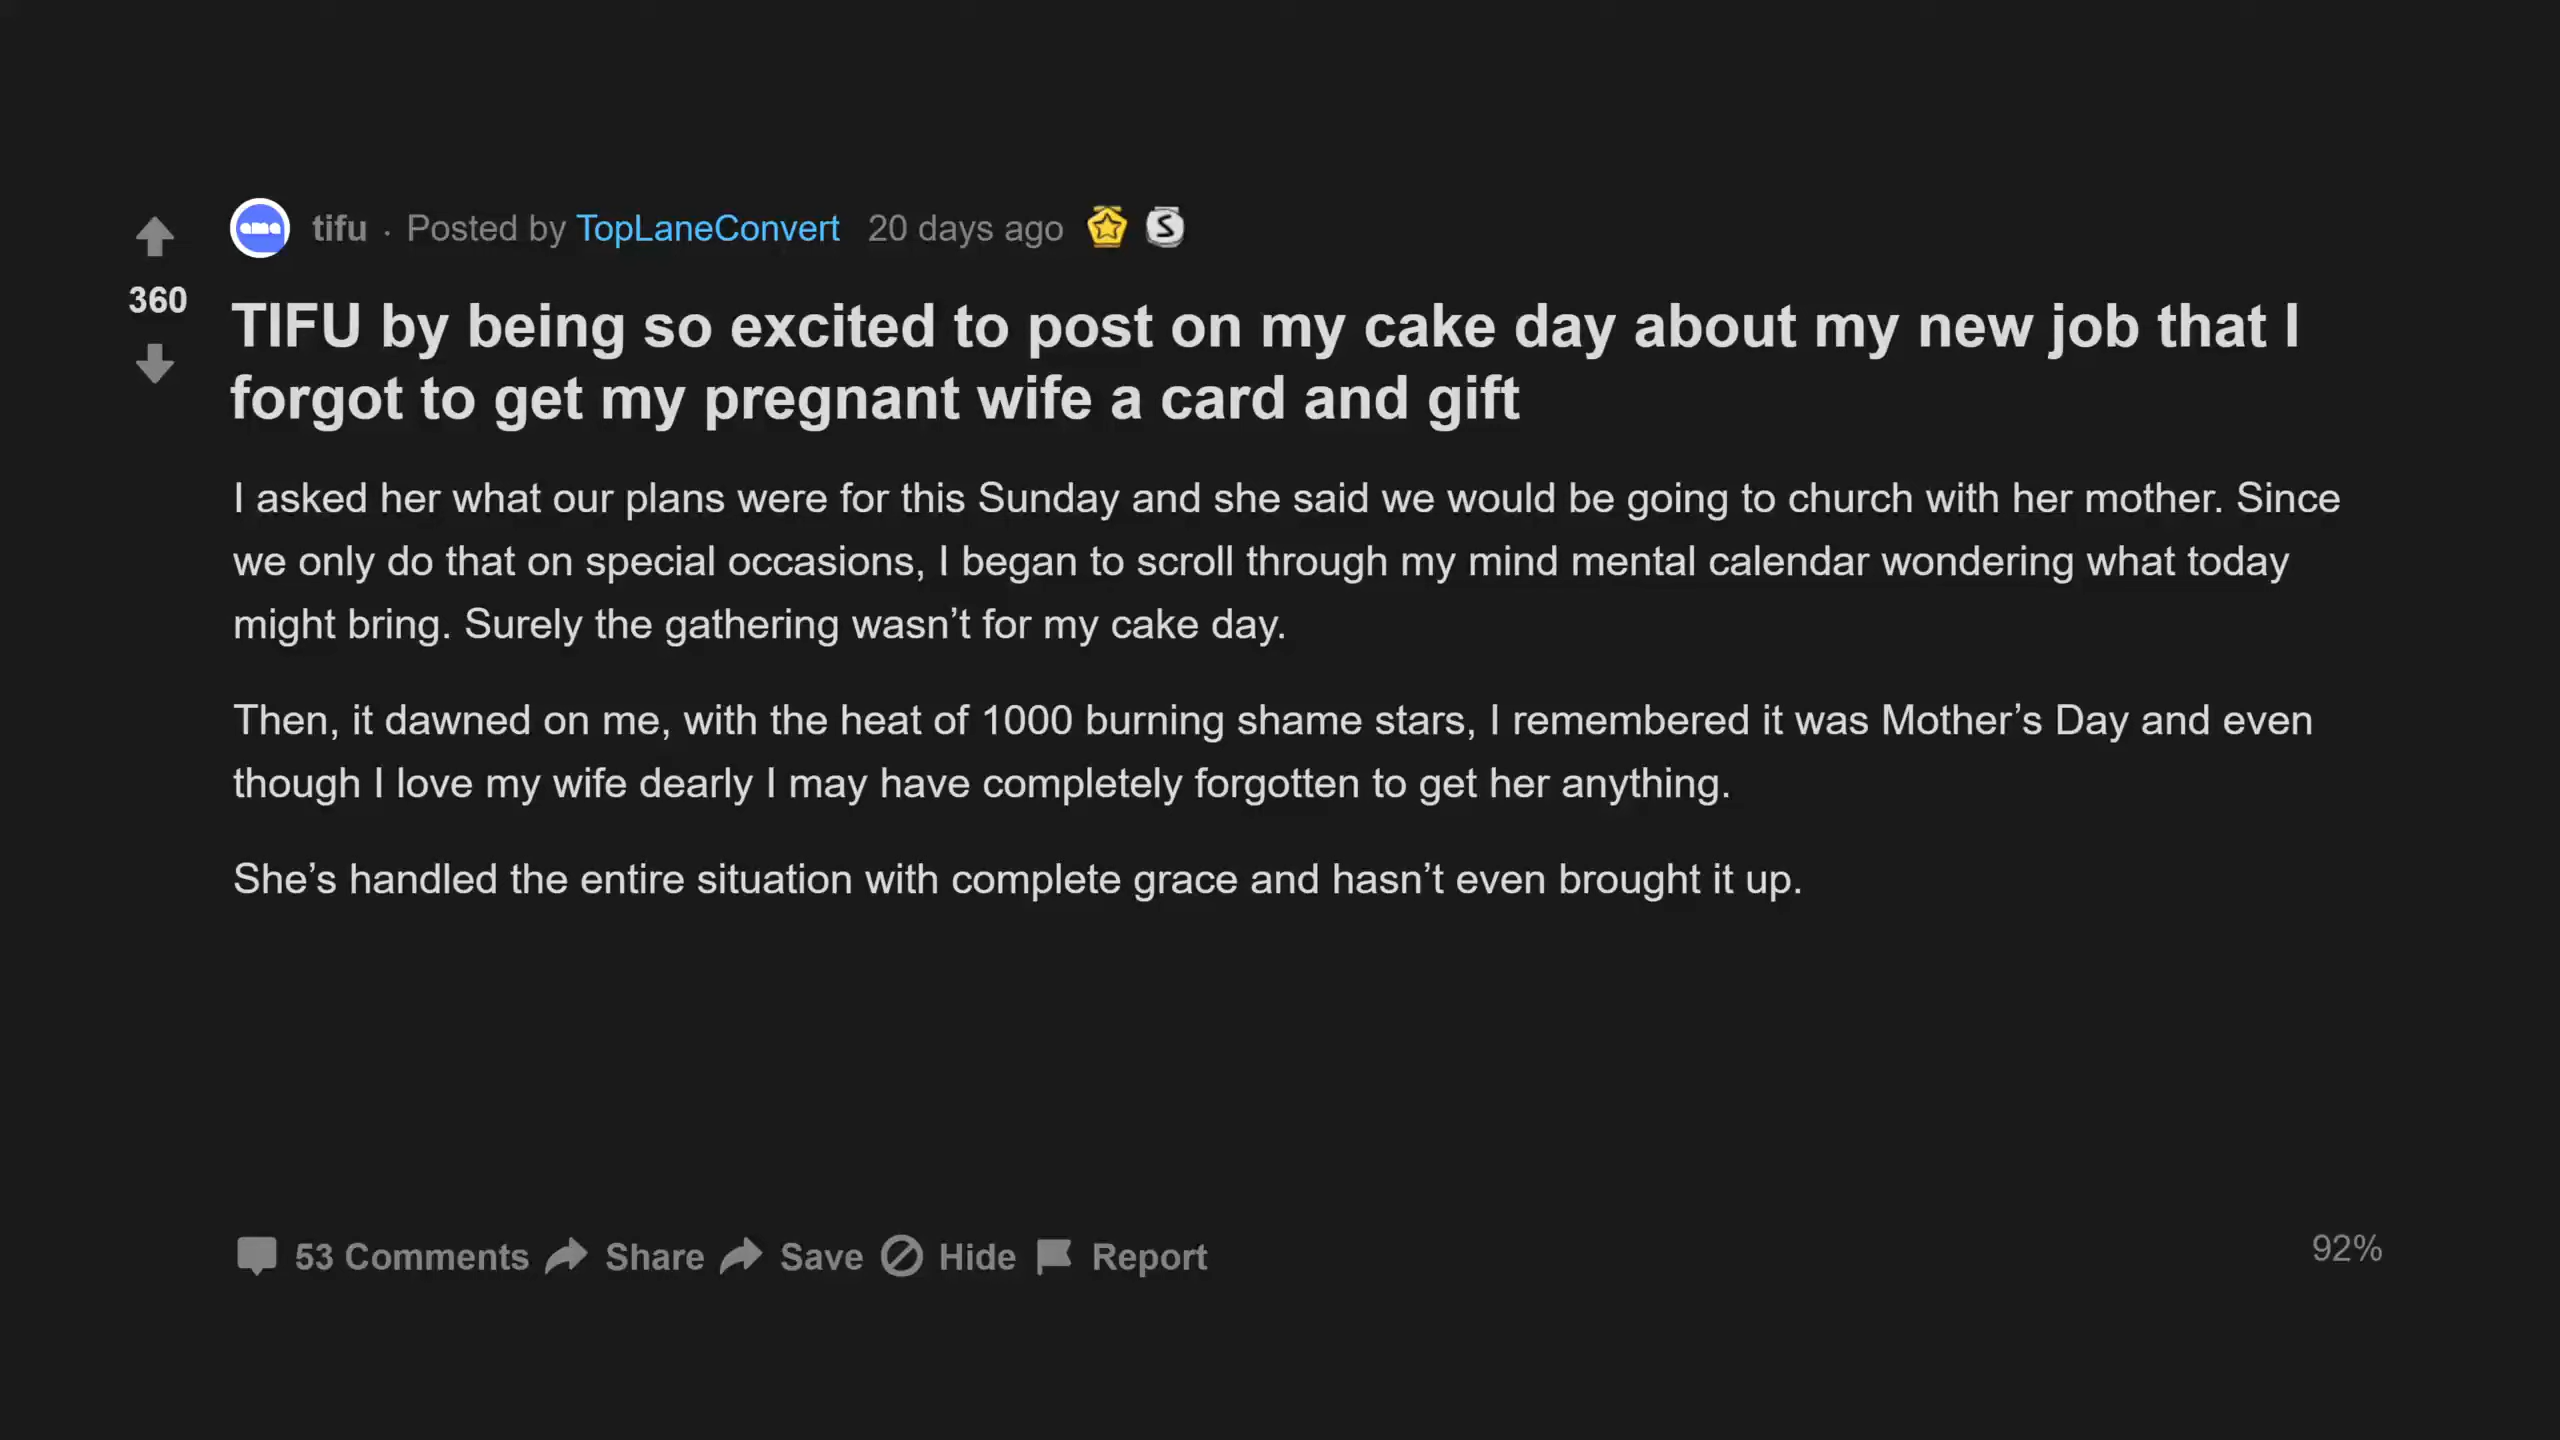 tifu · Posted by TopLaneConvert 20 days ago
360
TIFU by being so excited to post on my cake day about my new job that I
forgot to get my pregnant wife a card and gift
I asked her what our plans were for this Sunday and she said we would be going to church with her mother. Since
we only do that on special occasions, I began to scroll through my mind mental calendar wondering what today
might bring. Surely the gathering wasn’t for my cake day.
Then, it dawned on me, with the heat of 1000 burning shame stars, I remembered it was Mother’s Day and even
though I love my wife dearly I may have completely forgotten to get her anything.
She’s handled the entire situation with complete grace and hasn’t even brought it up.
53 Comments Share Save Hide Report 92%